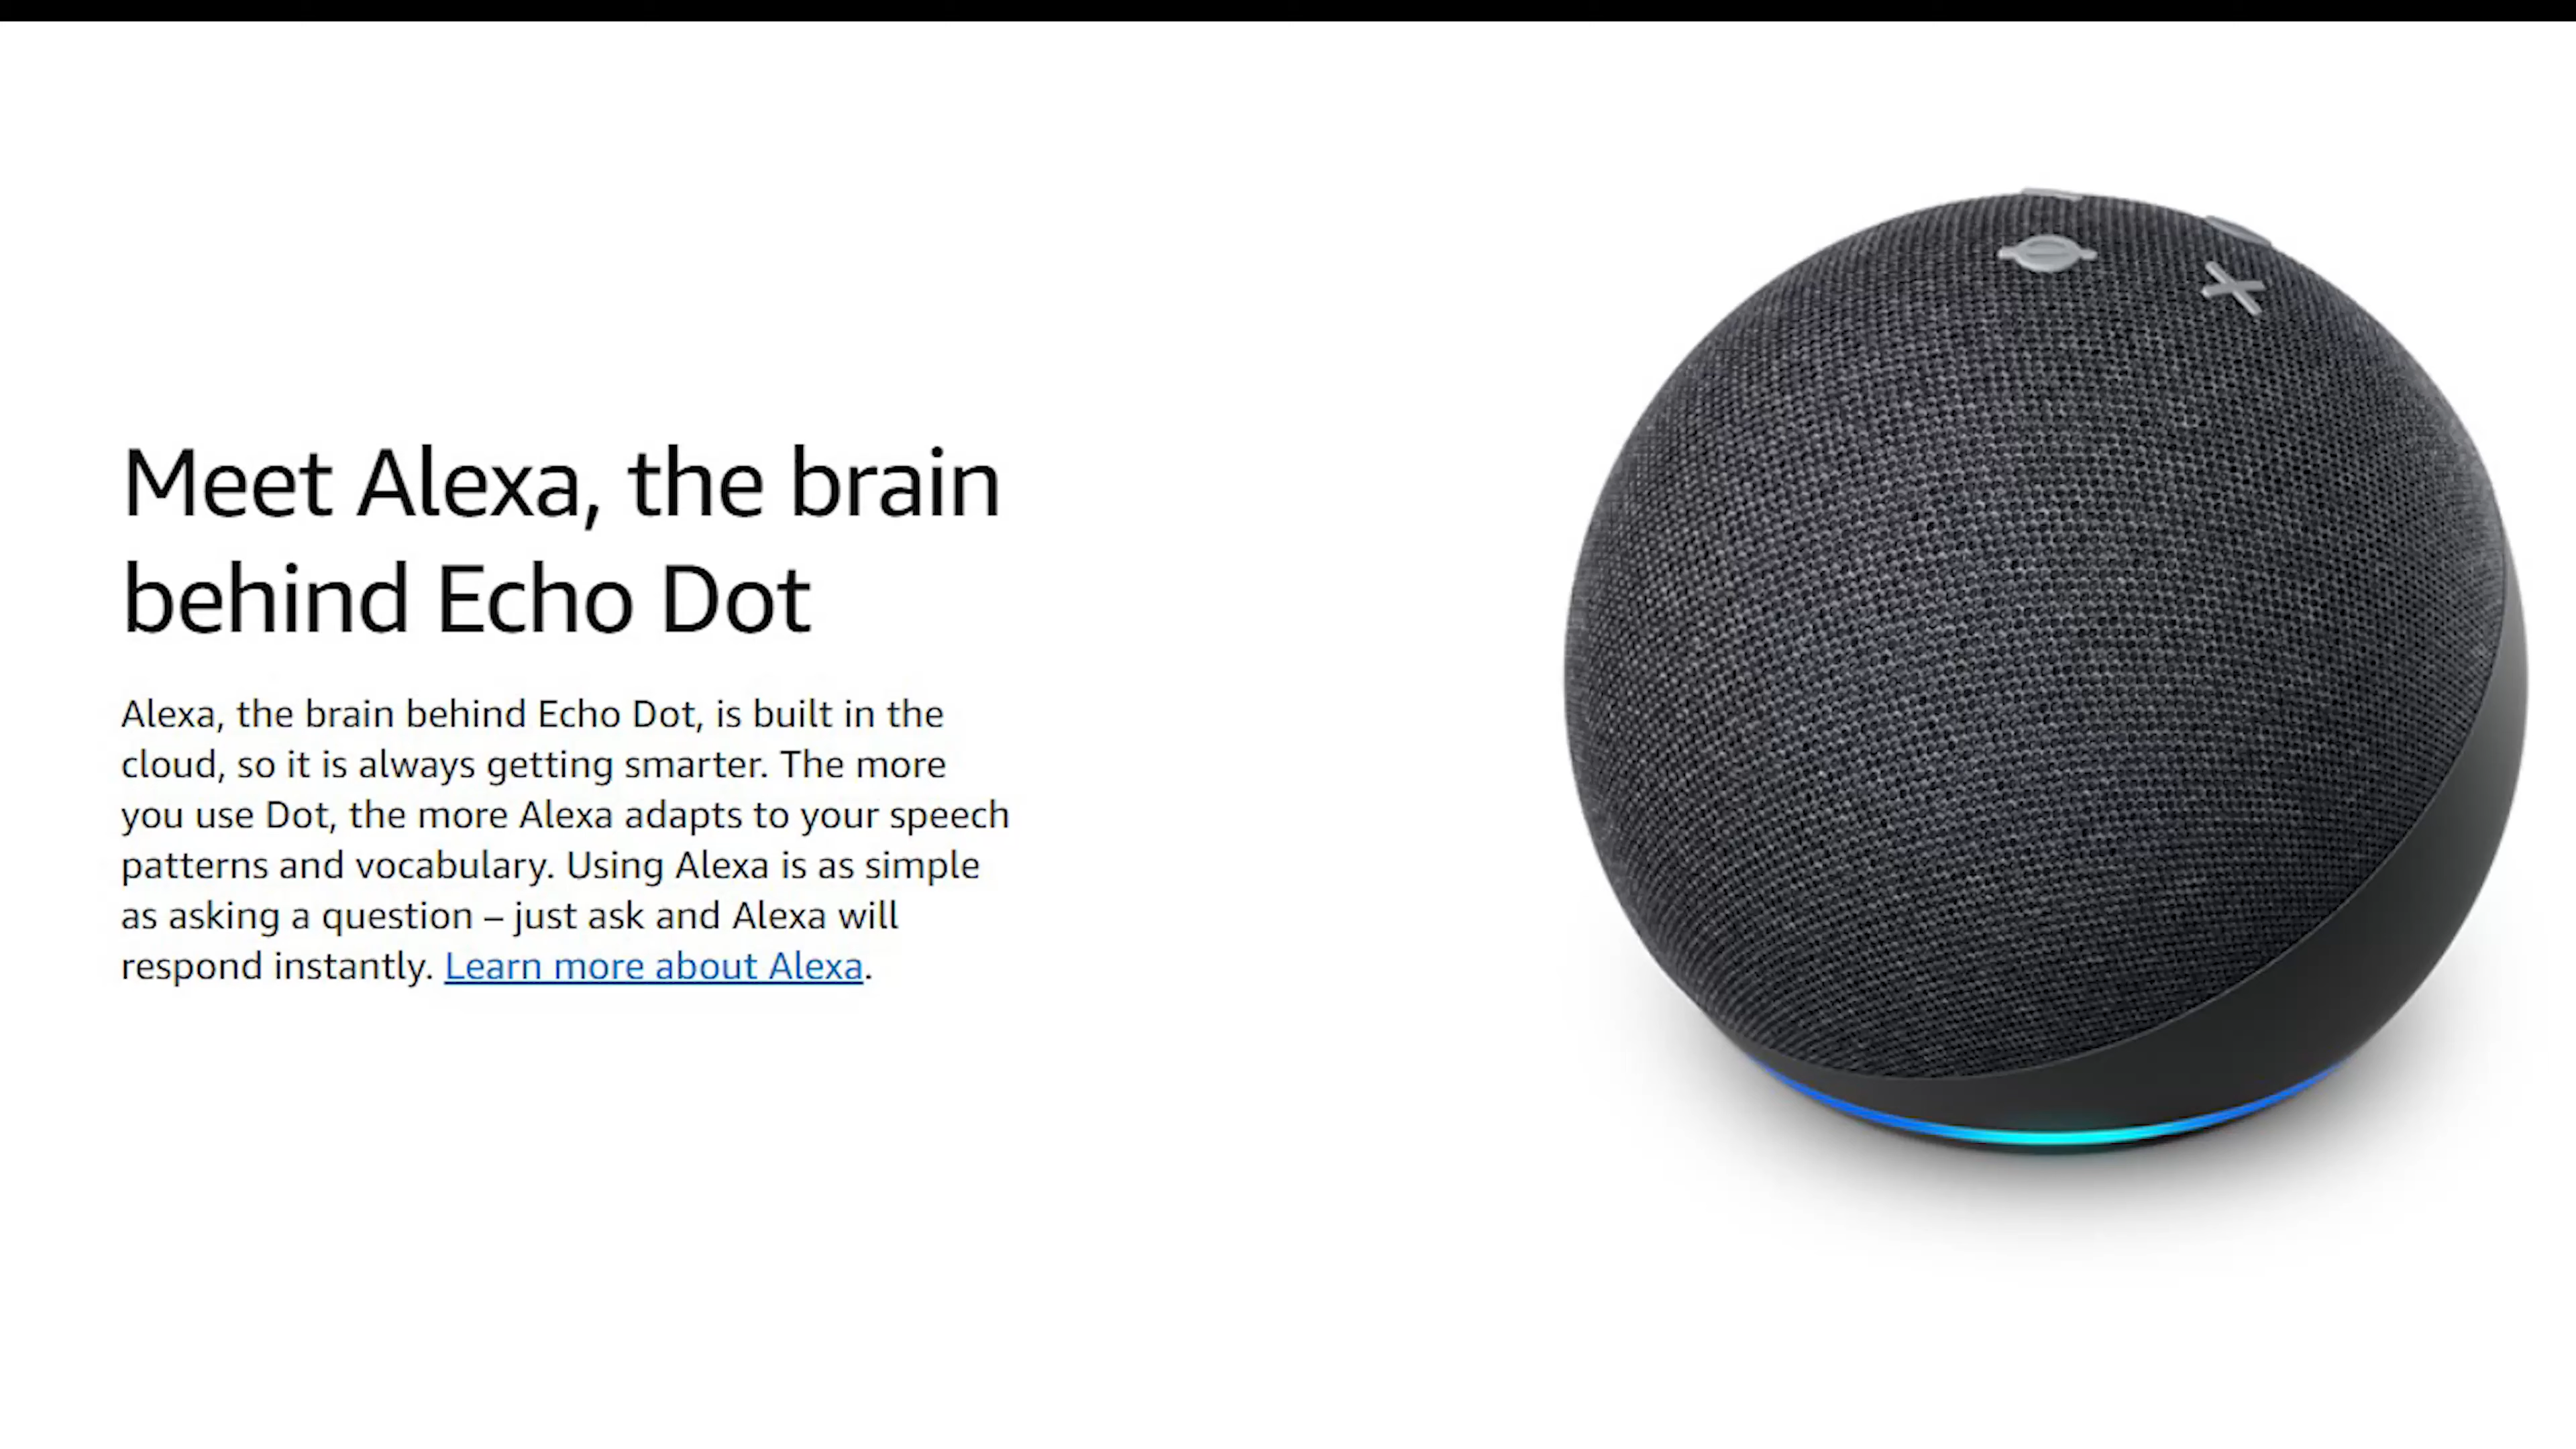 Meet Alexa, the brain
behind Echo Dot
Alexa, the brain behind Echo Dot, is built in the
cloud, so it is always getting smarter. The more
you use Dot, the more Alexa adapts to your speech
patterns and vocabulary. Using Alexa is as simple
as asking a question – just ask and Alexa will
respond instantly. Learn more about Alexa.